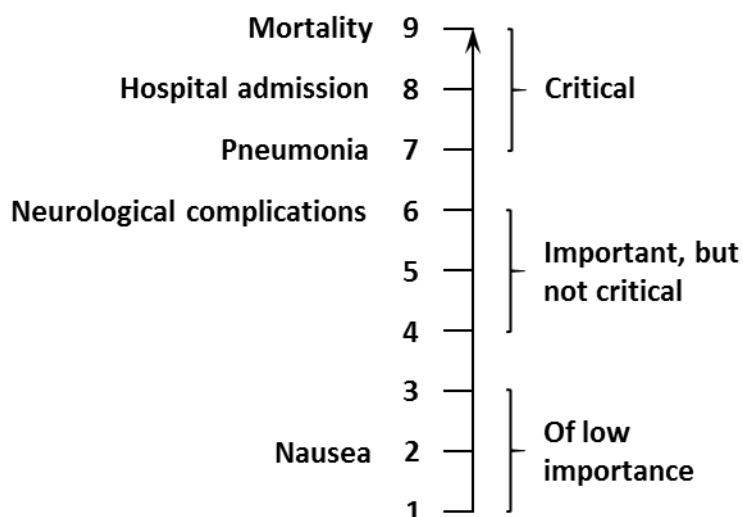 Mortality 9
Hospital admission 8 Critical
Pneumonia 7
Neurological complications 6
Important, but
5
not critical
4
3
Of low
Nausea 2
importance
1